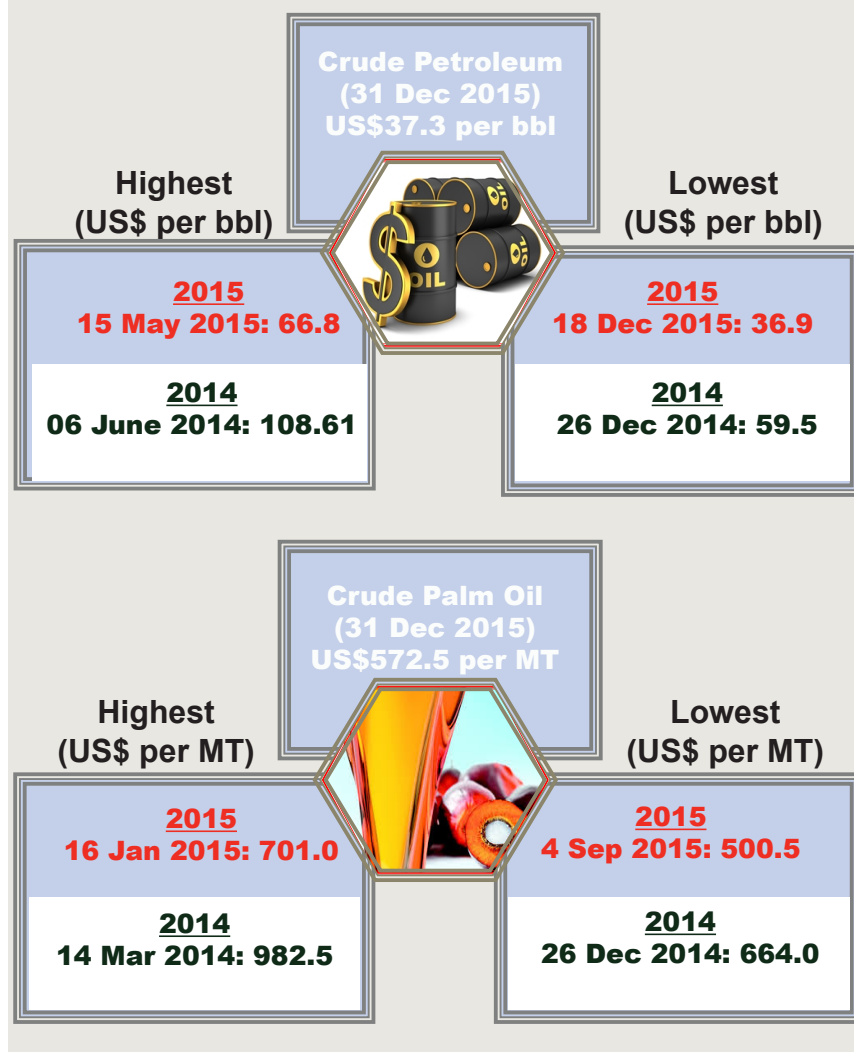 Crude Petroleum
(31 Dec 2015)
US$37.3 per bbl
Highest
(US$ per bbl)
Lowest
(US$ per bbl)
OIL
OIL
OIL
2015
15 May 2015: 66.8
2015
18 Dec 2015: 36.9
2014
06 June 2014: 108.61
2014
26 Dec 2014: 59.5
Crude Palm Oil
(31 Dec 2015)
US$572.5 per MT
Highest
(US$ per MT)
Lowest
(US$ per MT)
2015
16 Jan 2015: 701.0
2015
4 Sep 2015: 500.5
2014
14 Mar 2014: 982.5
2014
26 Dec 2014: 664.0